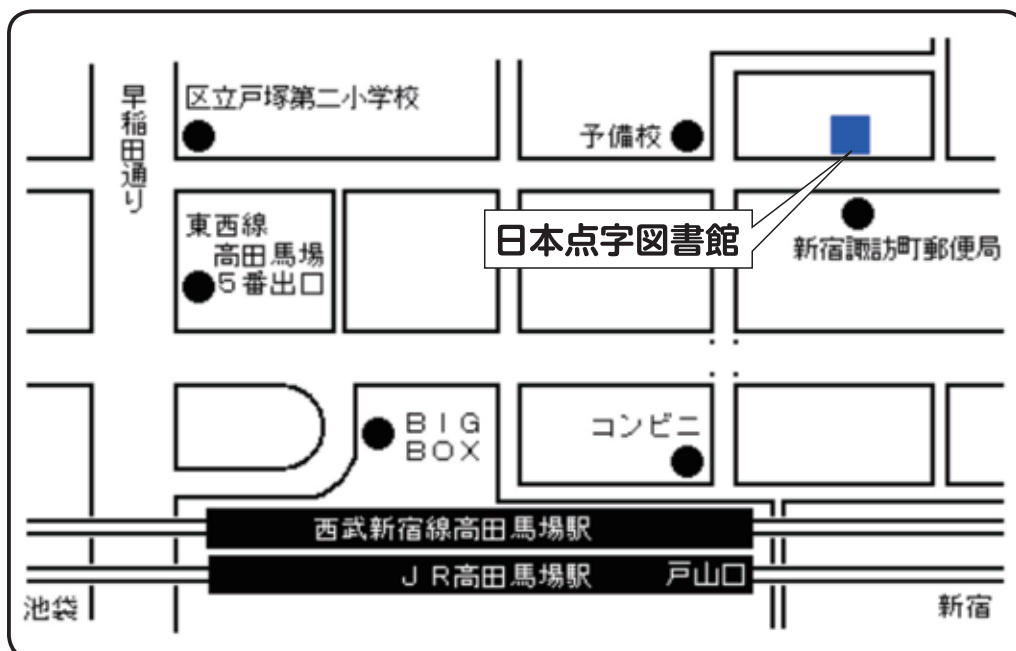 早稲田通り
区立戸塚第二小学校
予備校
東西線
高田馬場
5番出口
日本点字図書館
新宿諏訪町郵便局
BIG
BOX
コンビニ
西武新宿線高田馬場駅
JR高田馬場駅 戸山口
池袋
新宿